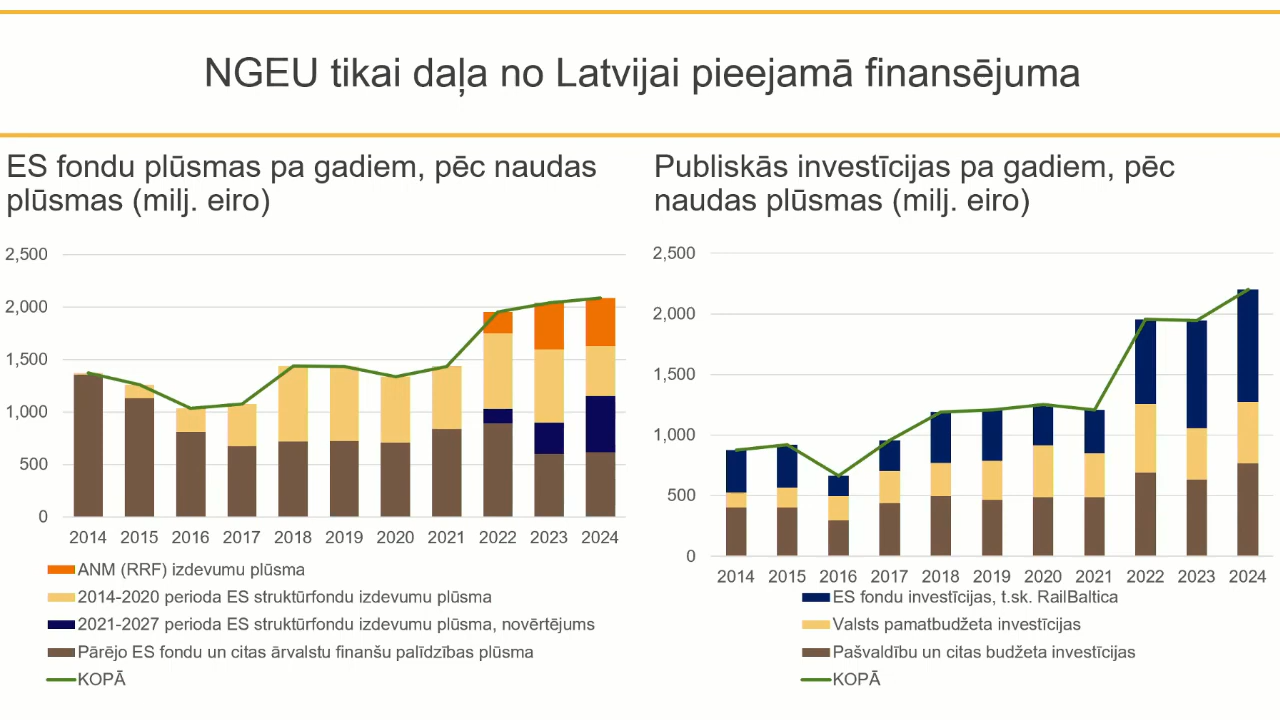 NGEU tikai daļa no Latvijai pieejamā finansējuma
ES fondu plūsmas pa gadiem, pēc naudas
plūsmas (milj. eiro)
2,500
2,000
1,500
1,000
500
0
2014 2015 2016 2017 2018 2019 2020 2021 2022 2023 2024
ANM (RRF) izdevumu plūsma
2014-2020 perioda ES struktūrfondu izdevumu plūsma
2021-2027 perioda ES struktūrfondu izdevumu plūsma, novērtējums
Pārējo ES fondu un citas ārvalstu finanšu palīdzības plūsma
KOPĀ
Publiskās investīcijas pa gadiem, pēc
naudas plūsmas (milj. eiro)
2,500
2,000
1,500
1,000
500
0
2014 2015 2016 2017 2018 2019 2020 2021 2022 2023 2024
ES fondu investīcijas, t.sk. RailBaltica
Valsts pamatbudžeta investīcijas
Pašvaldību un citas budžeta investīcijas
KOPĀ